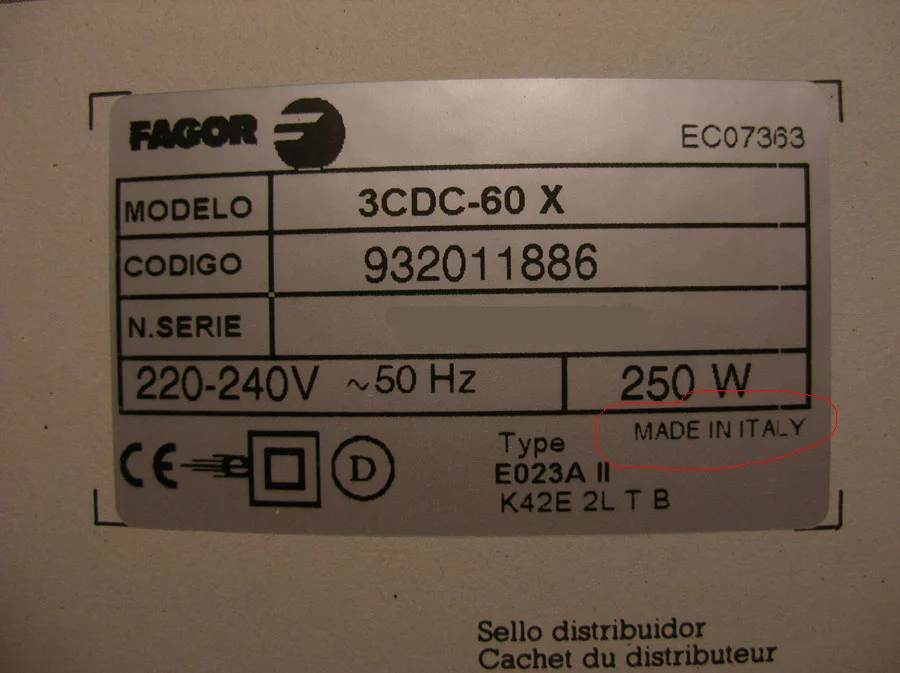 FAGOR
EC07363
MODELO 3CDC-60 X
CODIGO 932011886
N.SERIE
220-240V ~50 Hz 250 W
MADE IN ITALY
CE e D
Type
E023A II
K42E 2L T B
Sello distribuidor
Cachet du distributeur